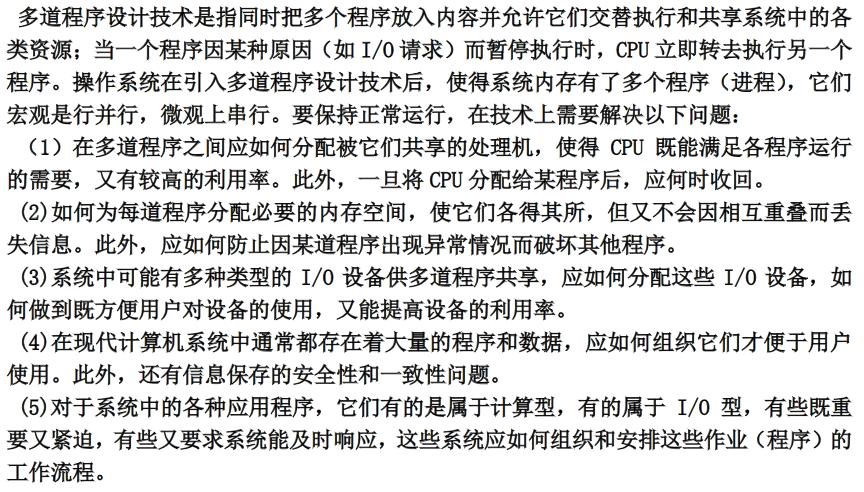 多道程序设计技术是指同时把多个程序放入内容并允许它们交替执行和共享系统中的各
类资源；当一个程序因某种原因（如 I/O 请求）而暂停执行时，CPU 立即转去执行另一个
程序。操作系统在引入多道程序设计技术后，使得系统内存有了多个程序（进程），它们
宏观是行并行，微观上串行。要保持正常运行，在技术上需要解决以下问题：
（1）在多道程序之间应如何分配被它们共享的处理机，使得 CPU 既能满足各程序运行
的需要，又有较高的利用率。此外，一旦将 CPU 分配给某程序后，应何时收回。
(2)如何为每道程序分配必要的内存空间，使它们各得其所，但又不会因相互重叠而丢
失信息。此外，应如何防止因某道程序出现异常情况而破坏其他程序。
(3)系统中可能有多种类型的 I/O 设备供多道程序共享，应如何分配这些 I/O 设备，如
何做到既方便用户对设备的使用，又能提高设备的利用率。
(4)在现代计算机系统中通常都存在着大量的程序和数据，应如何组织它们才便于用户
使用。此外，还有信息保存的安全性和一致性问题。
(5)对于系统中的各种应用程序，它们有的是属于计算型，有的属于 I/O 型，有些既重
要又紧迫，有些又要求系统能及时响应，这些系统应如何组织和安排这些作业（程序）的
工作流程。